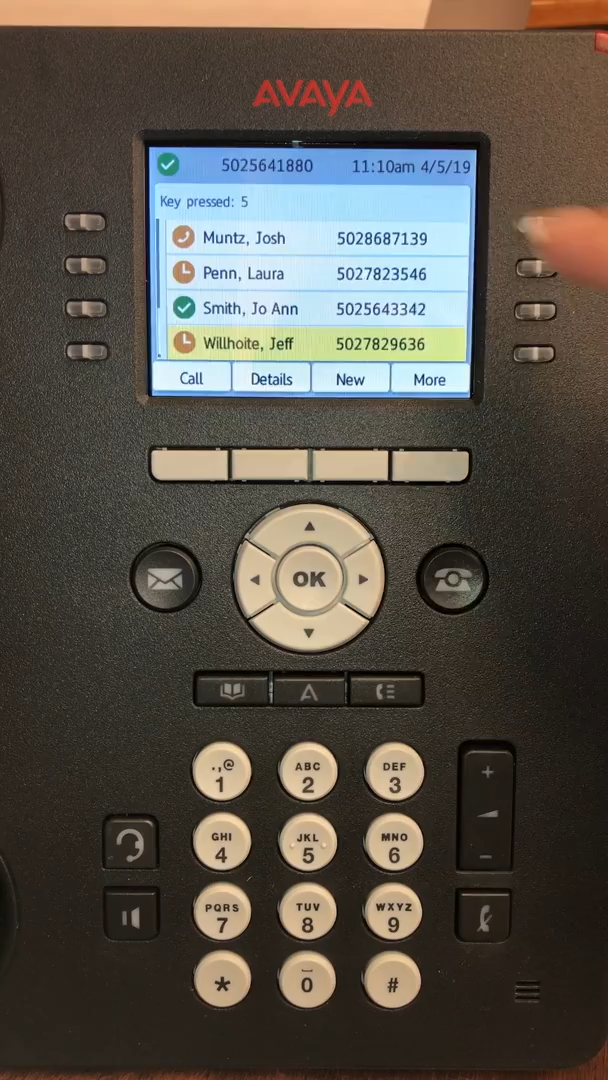 AVAYA
5025641880 11:10am 4/5/19
Key pressed: 5
Muntz, Josh 5028687139
Penn, Laura 5027823546
Smith, Jo Ann 5025643342
Willhoite, Jeff 5027829636
Call Details New More
OK
.,@ ABC DEF
1 2 3
GHI JKL MNO
4 5 6
PQRS TUV WXYZ
7 8 9
* 0 #